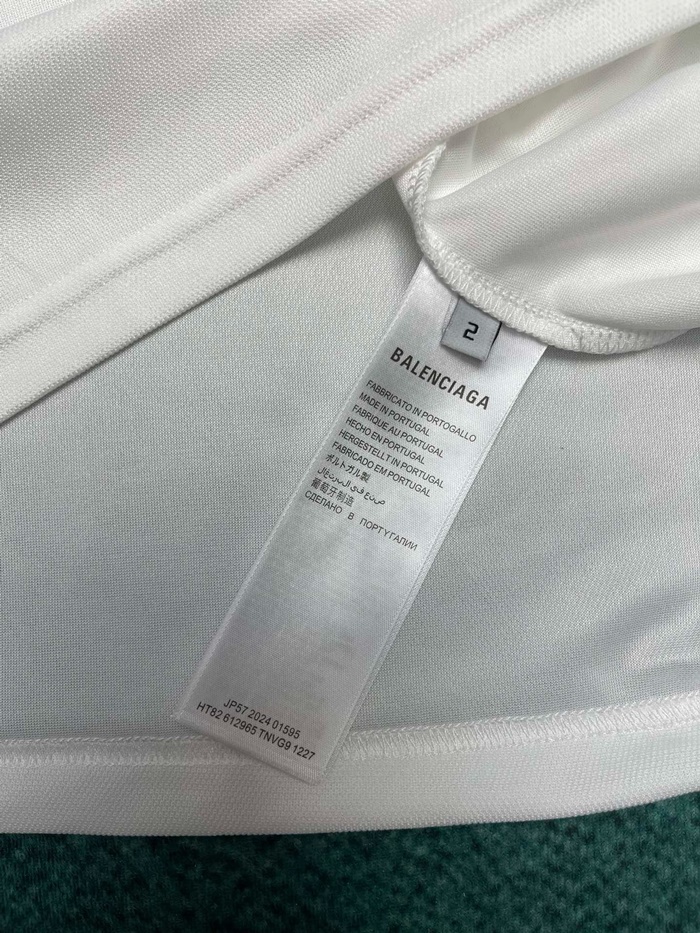 2
BALENCIAGA
FABBRICATO IN PORTOGALLO
MADE IN PORTUGAL
FABRIQUE AU PORTUGAL
HECHO EN PORTUGAL
HERGESTELLT IN PORTUGAL
FABRICADO EM PORTUGAL
ポルトガル製
صنع في البرتغال
葡萄牙制造
СДЕЛАНО В ПОРТУГАЛИИ
JP57 2024 01595
HT82 612965 TNVG9 1227